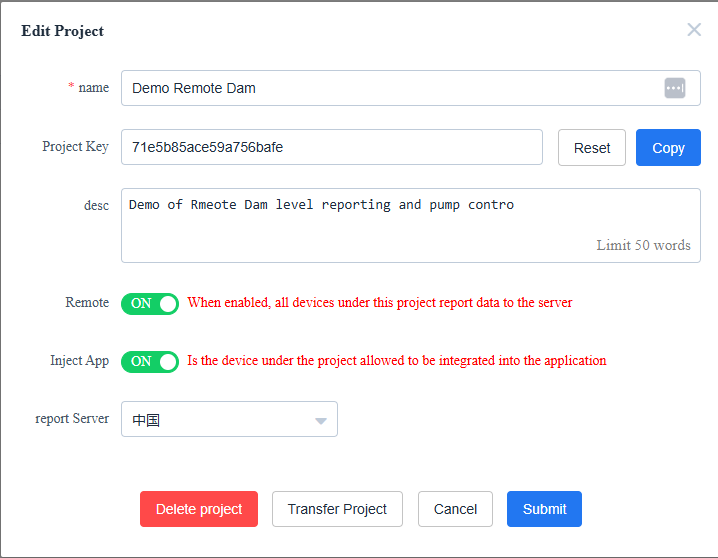 Edit Project
* name
Demo Remote Dam
Project Key
71e5b85ace59a756bafe
Reset
Copy
desc
Demo of Rmeote Dam level reporting and pump contro
Limit 50 words
Remote
ON
When enabled, all devices under this project report data to the server
Inject App
ON
Is the device under the project allowed to be integrated into the application
report Server
中国
Delete project
Transfer Project
Cancel
Submit